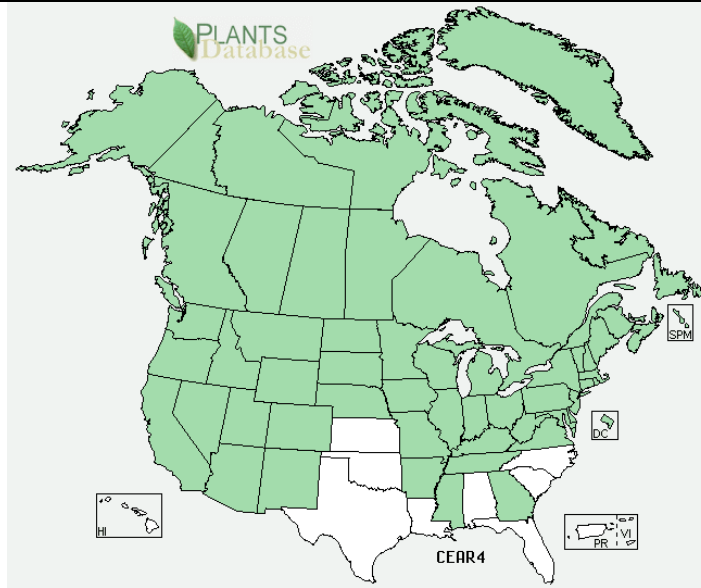 PLANTS
Database
SPM
DC
HI
PR
VI
CEAR4